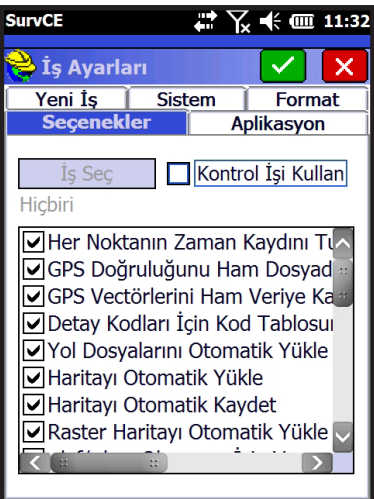 SurvCE 11:32
İş Ayarları
Yeni İş Sistem Format
Seçenekler Aplikasyon
İş Seç Kontrol İşi Kullan
Hiçbiri
Her Noktanın Zaman Kaydını Tu
GPS Doğruluğunu Ham Dosyad
GPS Vectörlerini Ham Veriye Ka
Detay Kodları İçin Kod Tablosu
Yol Dosyalarını Otomatik Yükle
Haritayı Otomatik Yükle
Haritayı Otomatik Kaydet
Raster Haritayı Otomatik Yükle